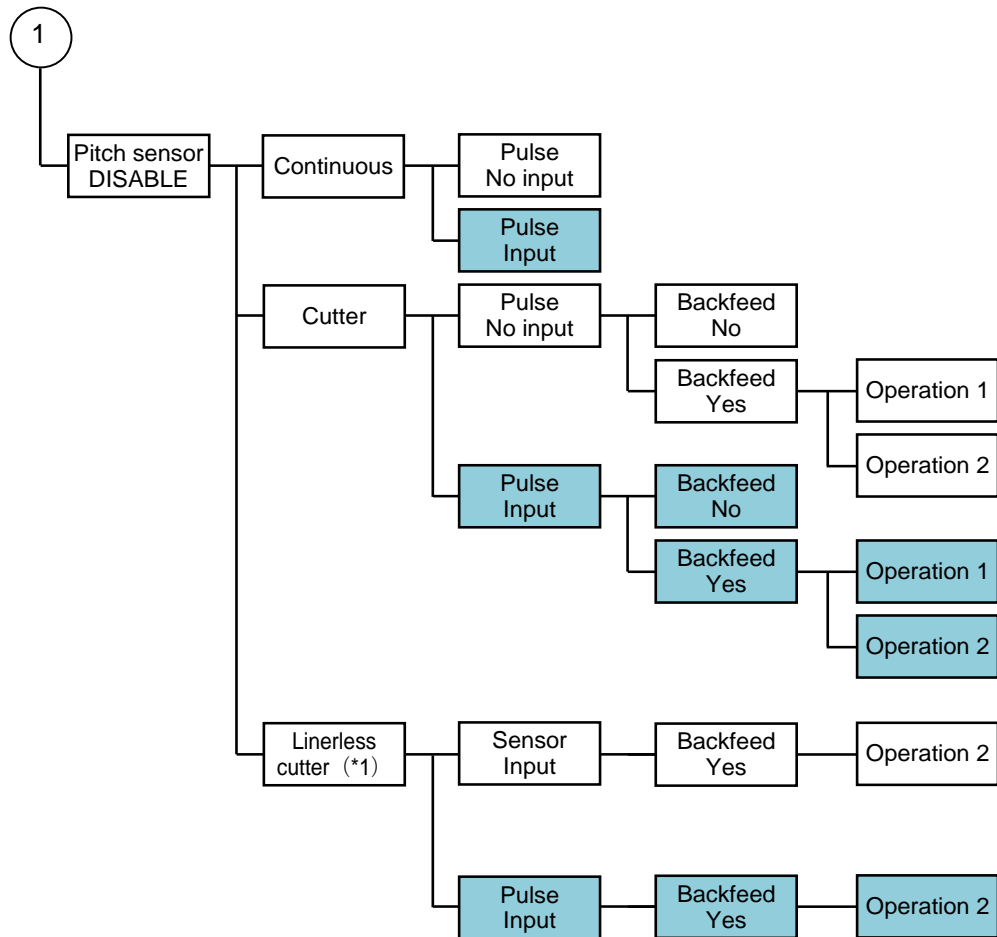 1
Pitch sensor
DISABLE
Continuous
Pulse
No input
Pulse
Input
Cutter
Pulse
No input
Backfeed
No
Backfeed
Yes
Operation 1
Operation 2
Pulse
Input
Backfeed
No
Backfeed
Yes
Operation 1
Operation 2
Linerless
cutter（*1）
Sensor
Input
Backfeed
Yes
Operation 2
Pulse
Input
Backfeed
Yes
Operation 2